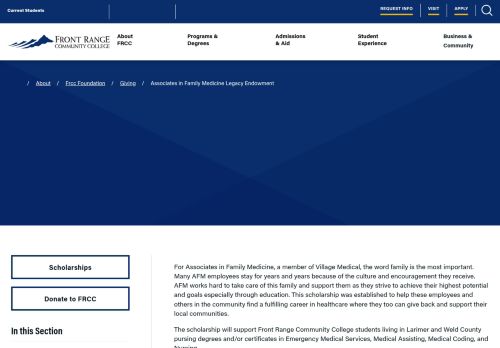 Current Students
REQUEST INFO
VISIT
APPLY
FRONT RANGE
COMMUNITY COLLEGE
About
FRCC
Programs &
Degrees
Admissions
& Aid
Student
Experience
Business &
Community
/ About / Frcc Foundation / Giving / Associates in Family Medicine Legacy Endowment
Scholarships
Donate to FRCC
In this Section
For Associates in Family Medicine, a member of Village Medical, the word family is the most important.
Many AFM employees stay for years and years because of the culture and encouragement they receive.
AFM works hard to take care of this family and support them as they strive to achieve their highest potential
and goals especially through education. This scholarship was established to help these employees and
others in the community find a fulfilling career in healthcare where they too can give back and support their
local communities.
The scholarship will support Front Range Community College students living in Larimer and Weld County
pursing degrees and/or certificates in Emergency Medical Services, Medical Assisting, Medical Coding, and